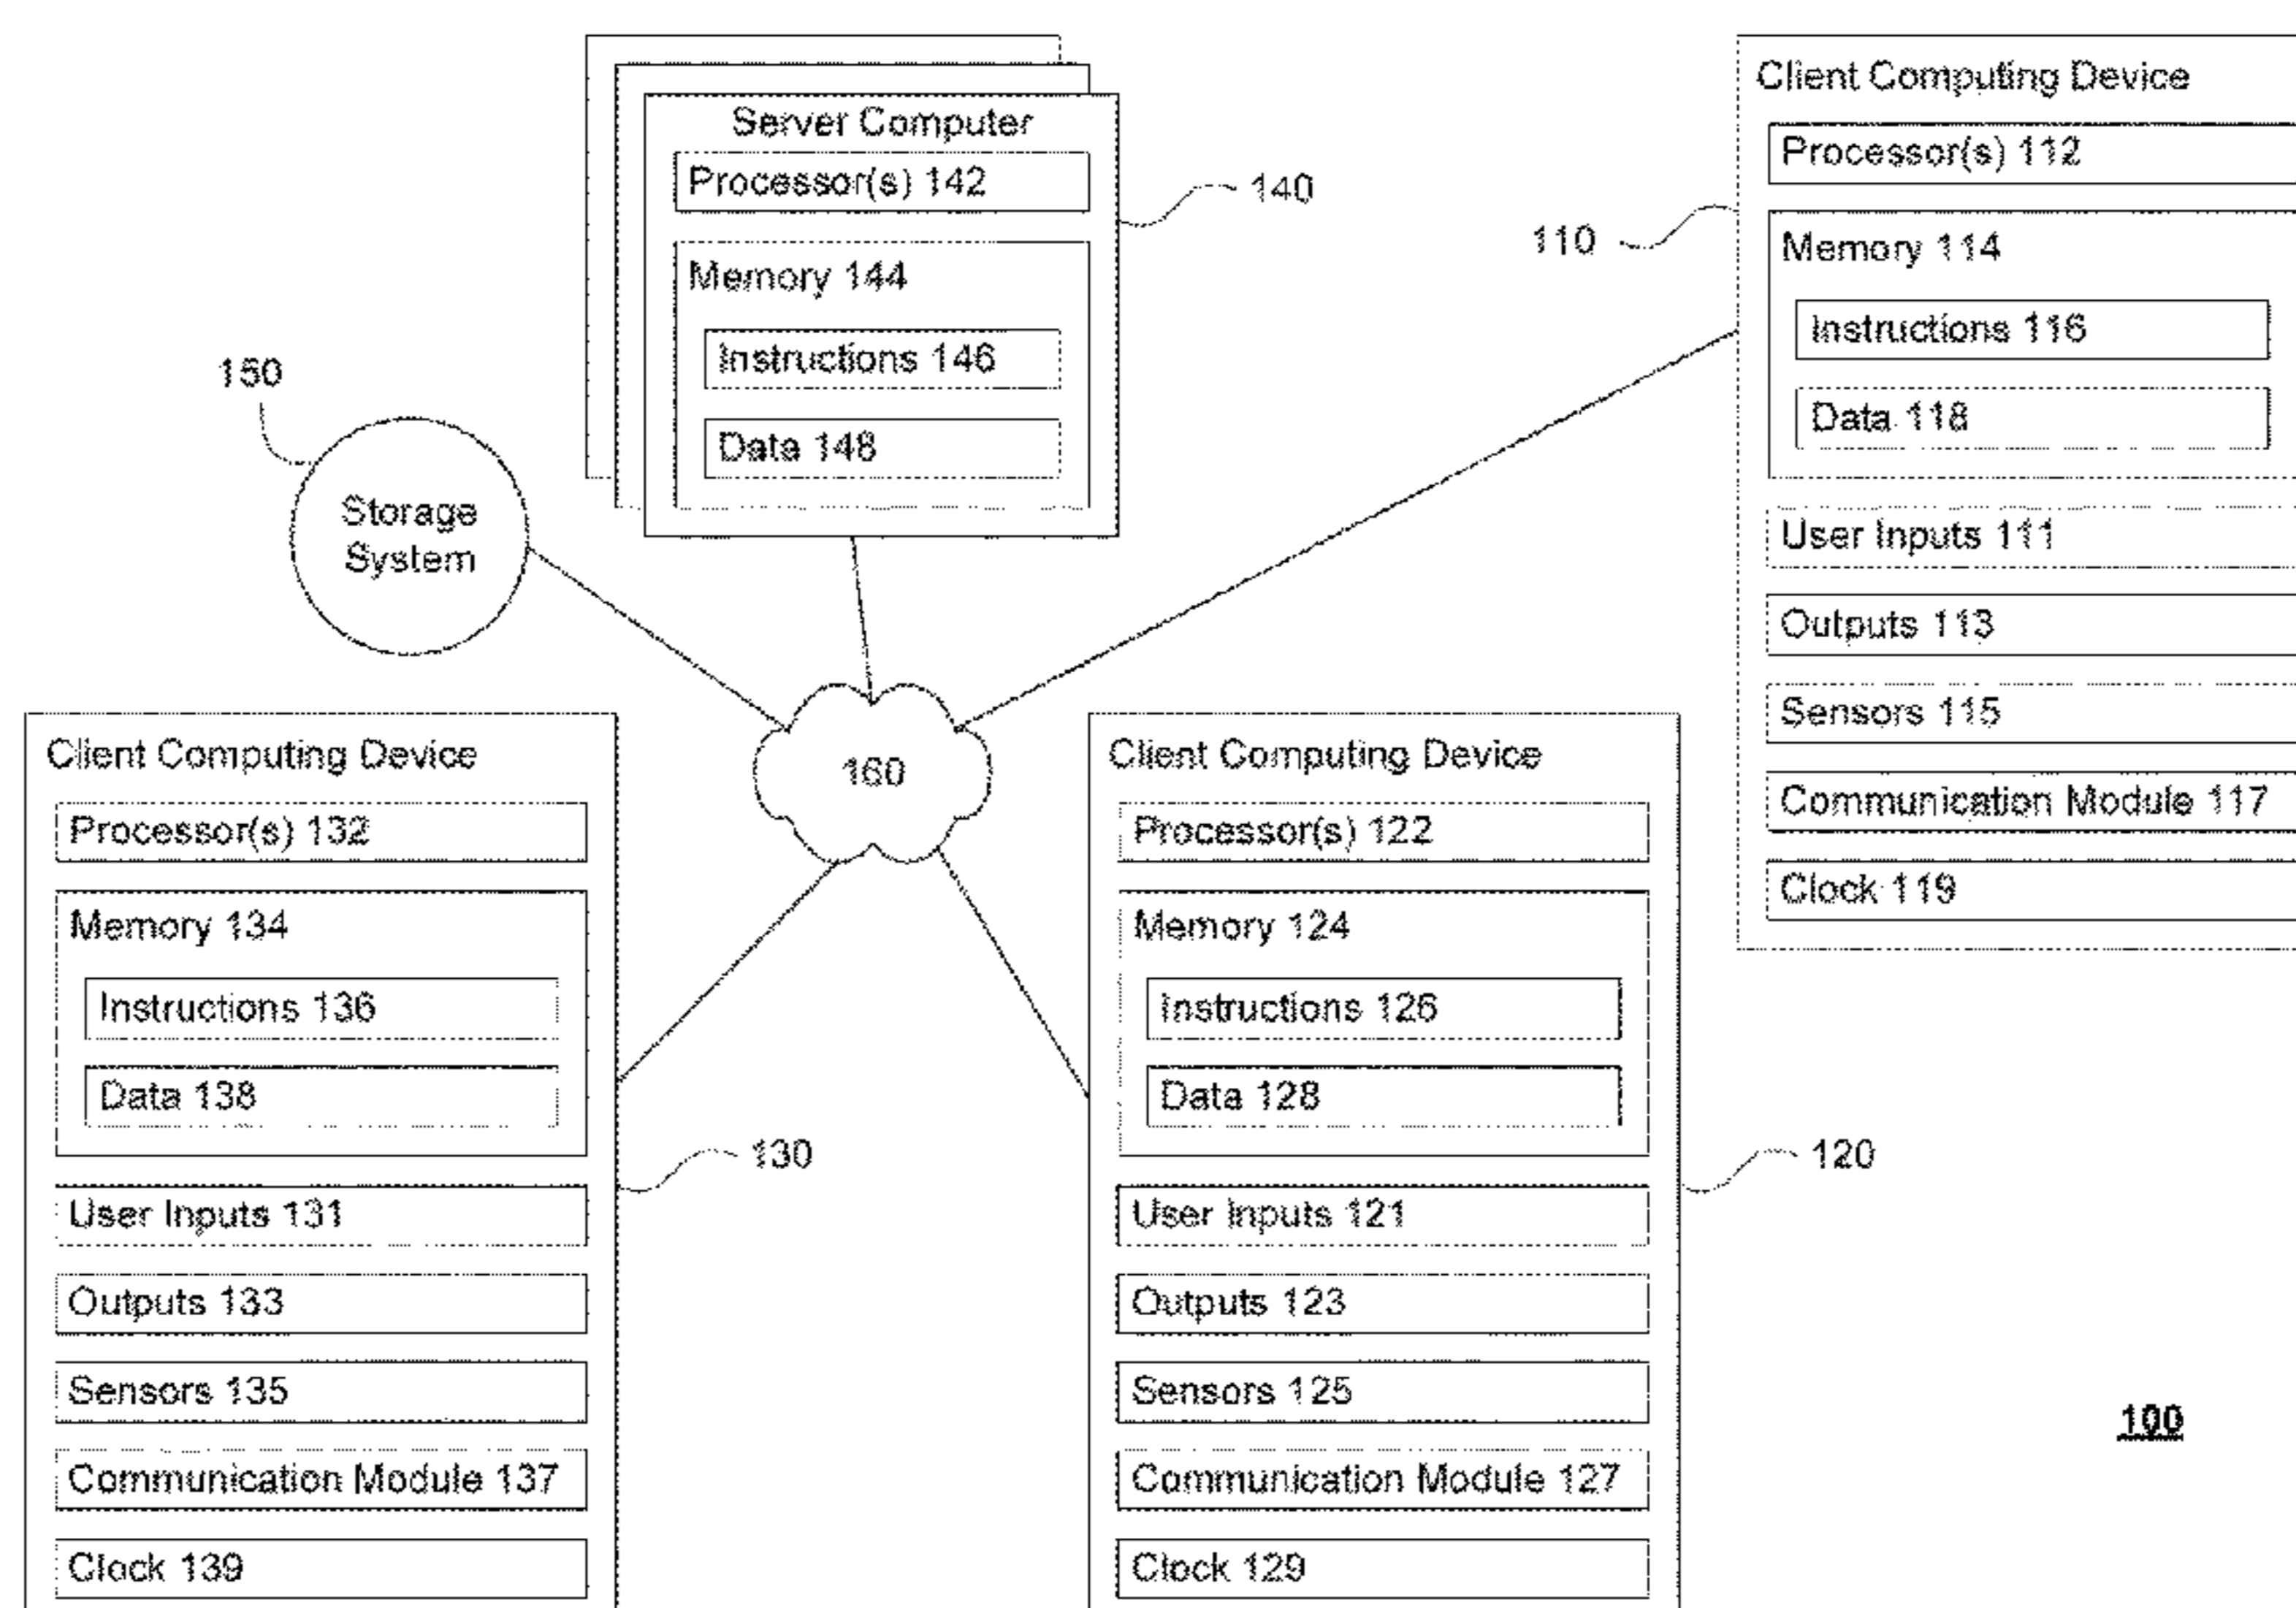 Server Computer
Processor(s) 142
Memory 144
Instructions 146
Data 148
140
150
Storage
System
160
110
Client Computing Device
Processor(s) 112
Memory 114
Instructions 116
Data 118
User Inputs 111
Outputs 113
Sensors 115
Communication Module 117
Clock 119
Client Computing Device
Processor(s) 132
Memory 134
Instructions 136
Data 138
User Inputs 131
Outputs 133
Sensors 135
Communication Module 137
Clock 139
130
Client Computing Device
Processor(s) 122
Memory 124
Instructions 126
Data 128
User Inputs 121
Outputs 123
Sensors 125
Communication Module 127
Clock 129
120
100